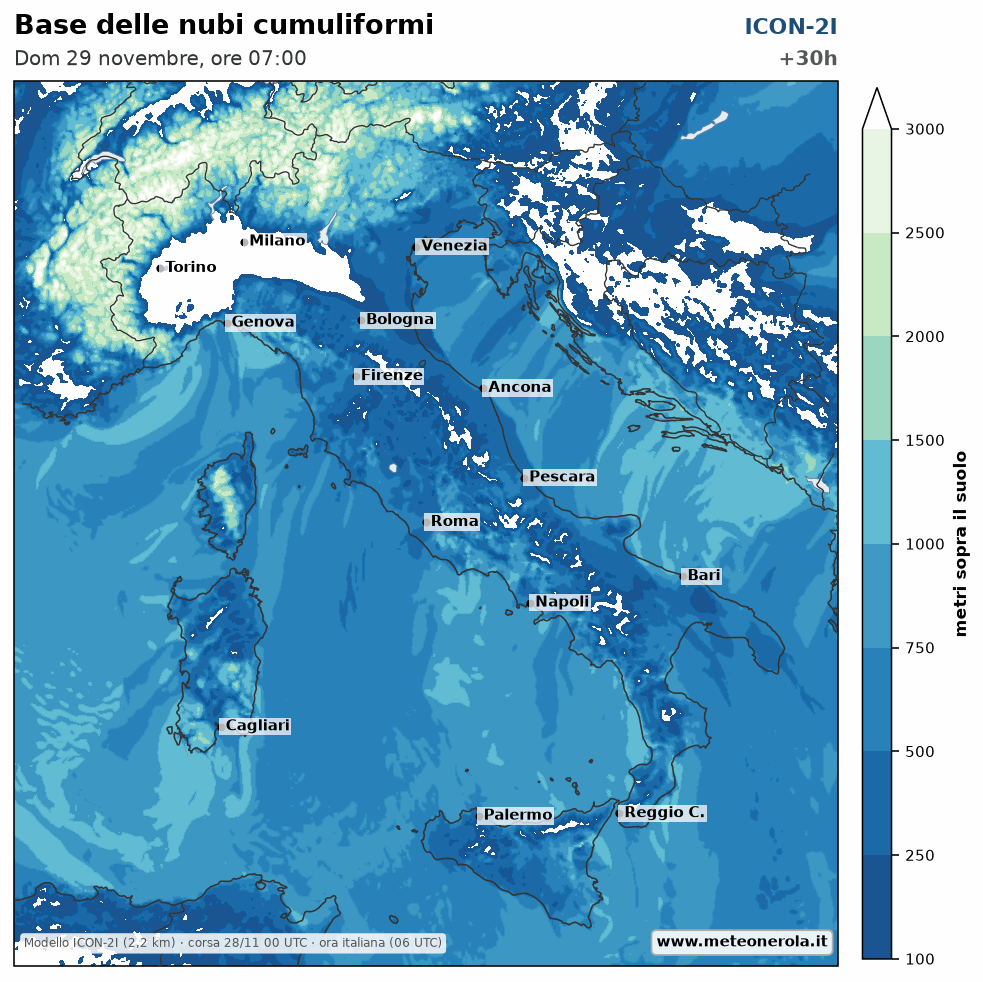 Base delle nubi cumuliformi
ICON-2I
Dom 29 novembre, ore 07:00
+30h
3000
2500
2000
1500
1000
750
500
250
100
metri sopra il suolo
Milano
Torino
Venezia
Genova
Bologna
Firenze
Ancona
Pescara
Roma
Bari
Napoli
Cagliari
Palermo
Reggio C.
Modello ICON-2I (2,2 km) · corsa 28/11 00 UTC · ora italiana (06 UTC)
www.meteonerola.it